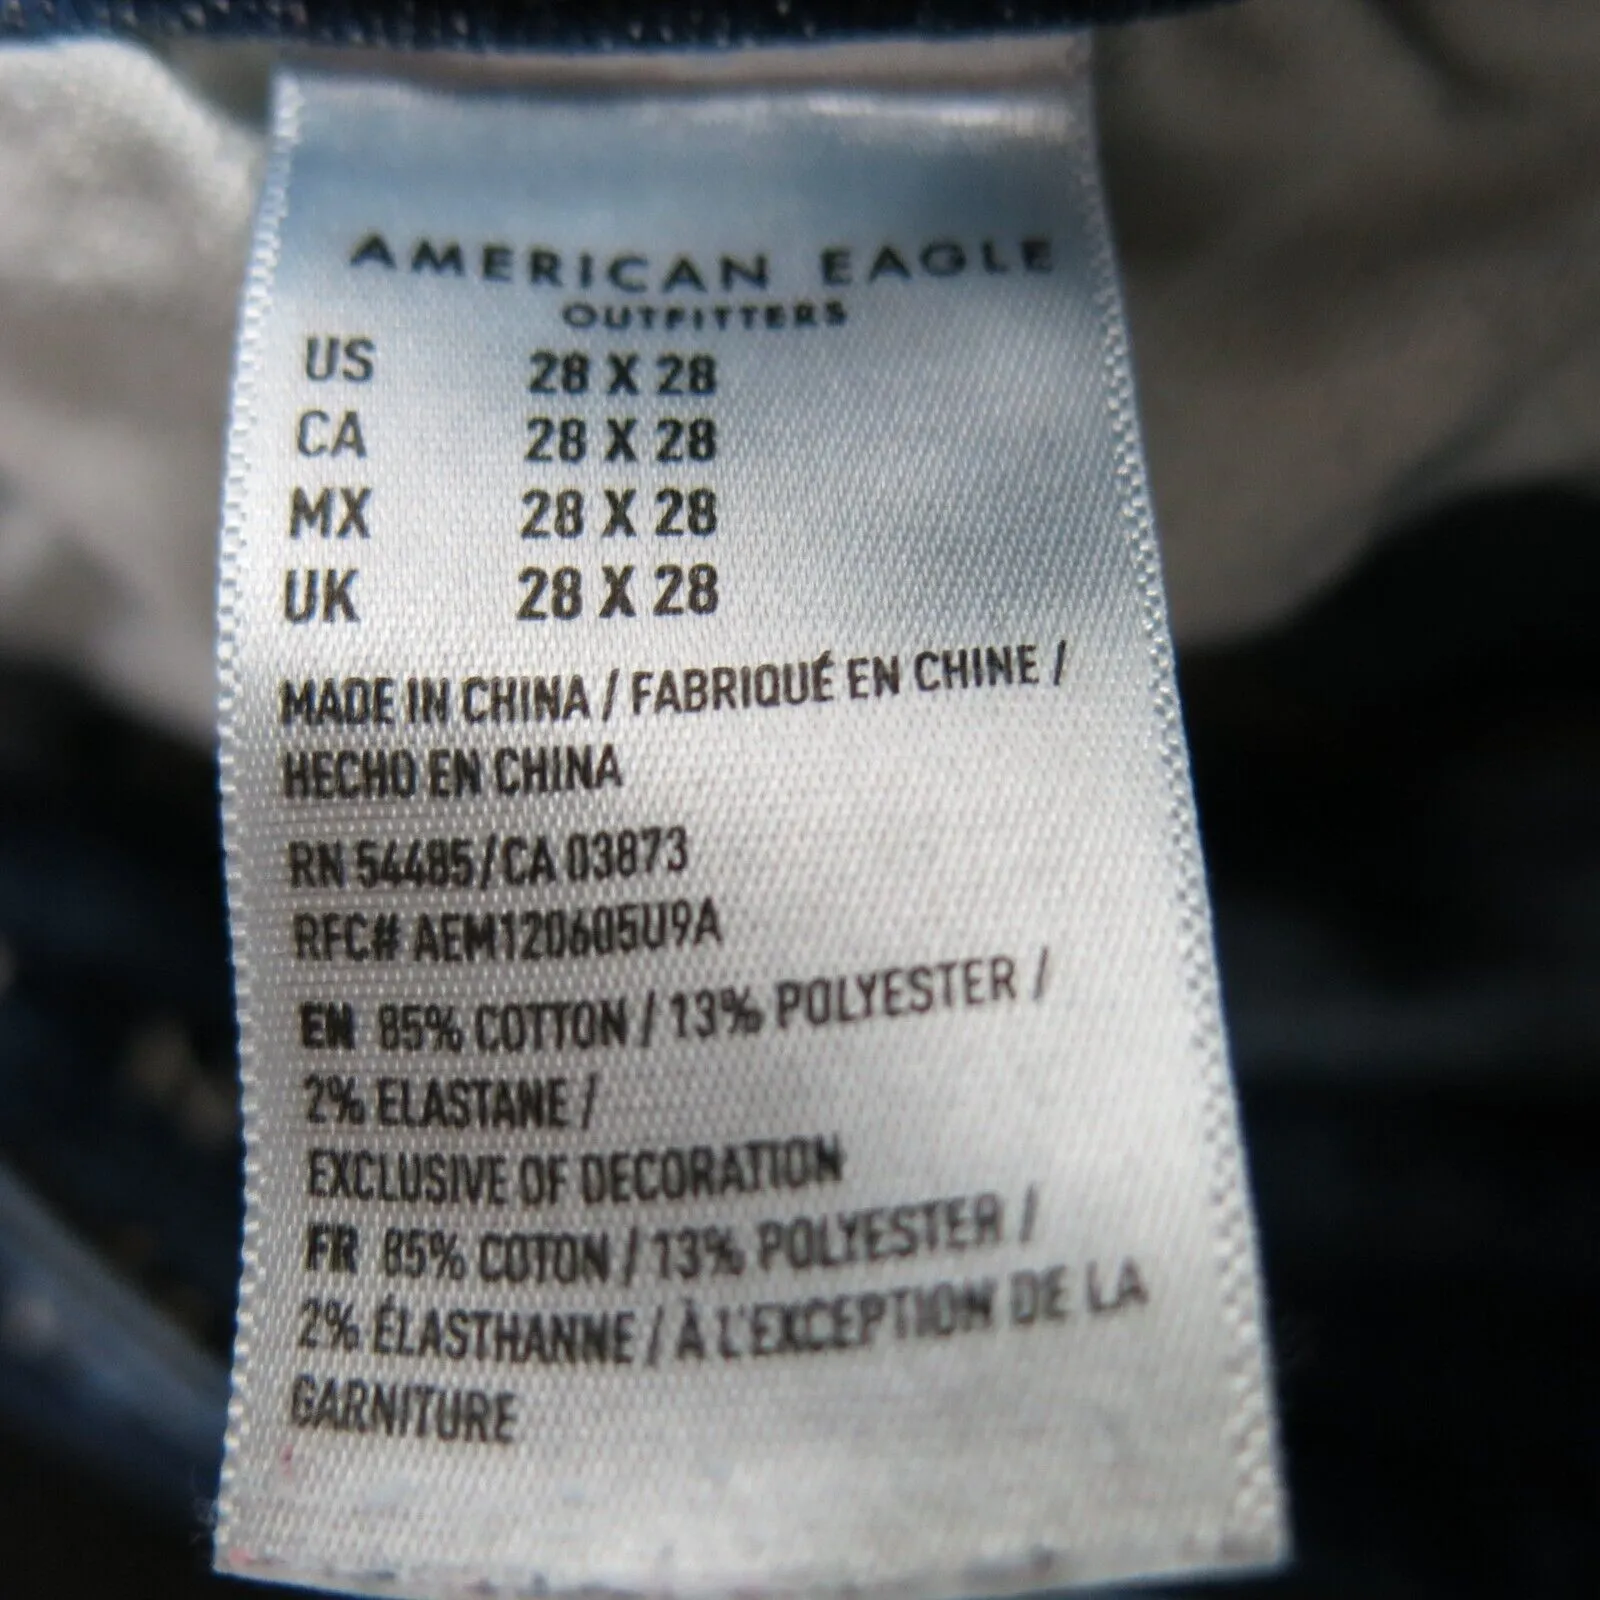 AMERICAN EAGLE
OUTFITTERS
US 28 X 28
CA 28 X 28
MX 28 X 28
UK 28 X 28
MADE IN CHINA / FABRIQUÉ EN CHINE /
HECHO EN CHINA
RN 54485/CA 03873
RFC# AEM120605U9A
EN 85% COTTON / 13% POLYESTER /
2% ELASTANE /
EXCLUSIVE OF DECORATION
FR 85% COTON / 13% POLYESTER /
2% ÉLASTHANNE / À L'EXCEPTION DE LA
GARNITURE